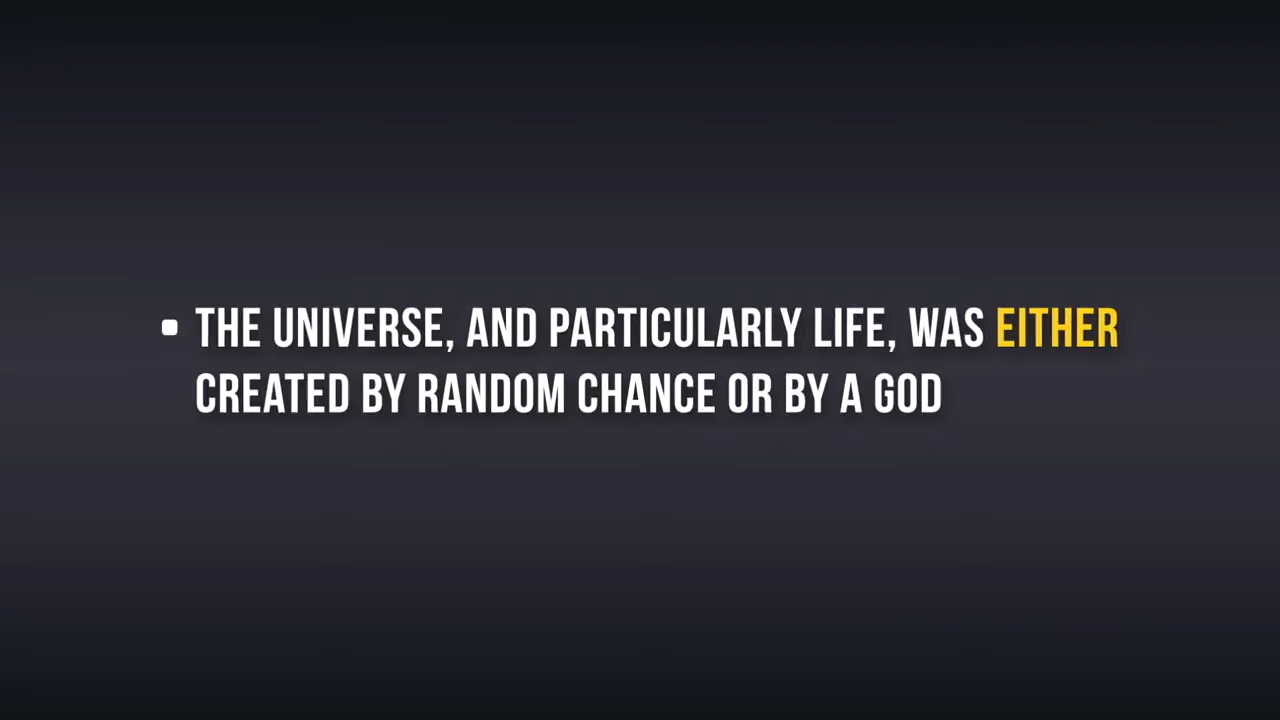 • THE UNIVERSE, AND PARTICULARLY LIFE, WAS EITHER
CREATED BY RANDOM CHANCE OR BY A GOD